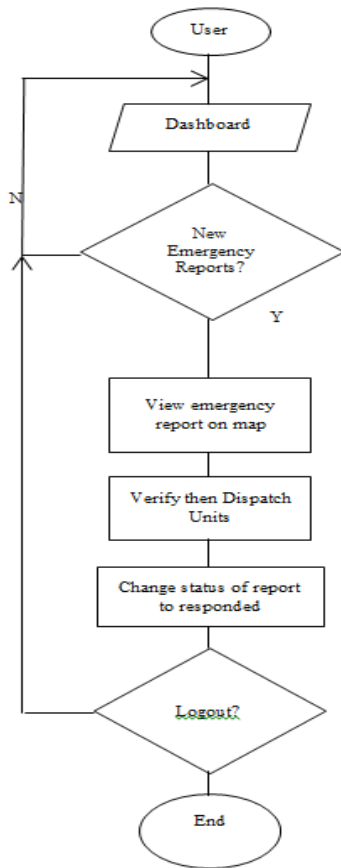 User
Dashboard
N
New
Emergency
Reports?
Y
View emergency
report on map
Verify then Dispatch
Units
Change status of report
to responded
Logout?
End